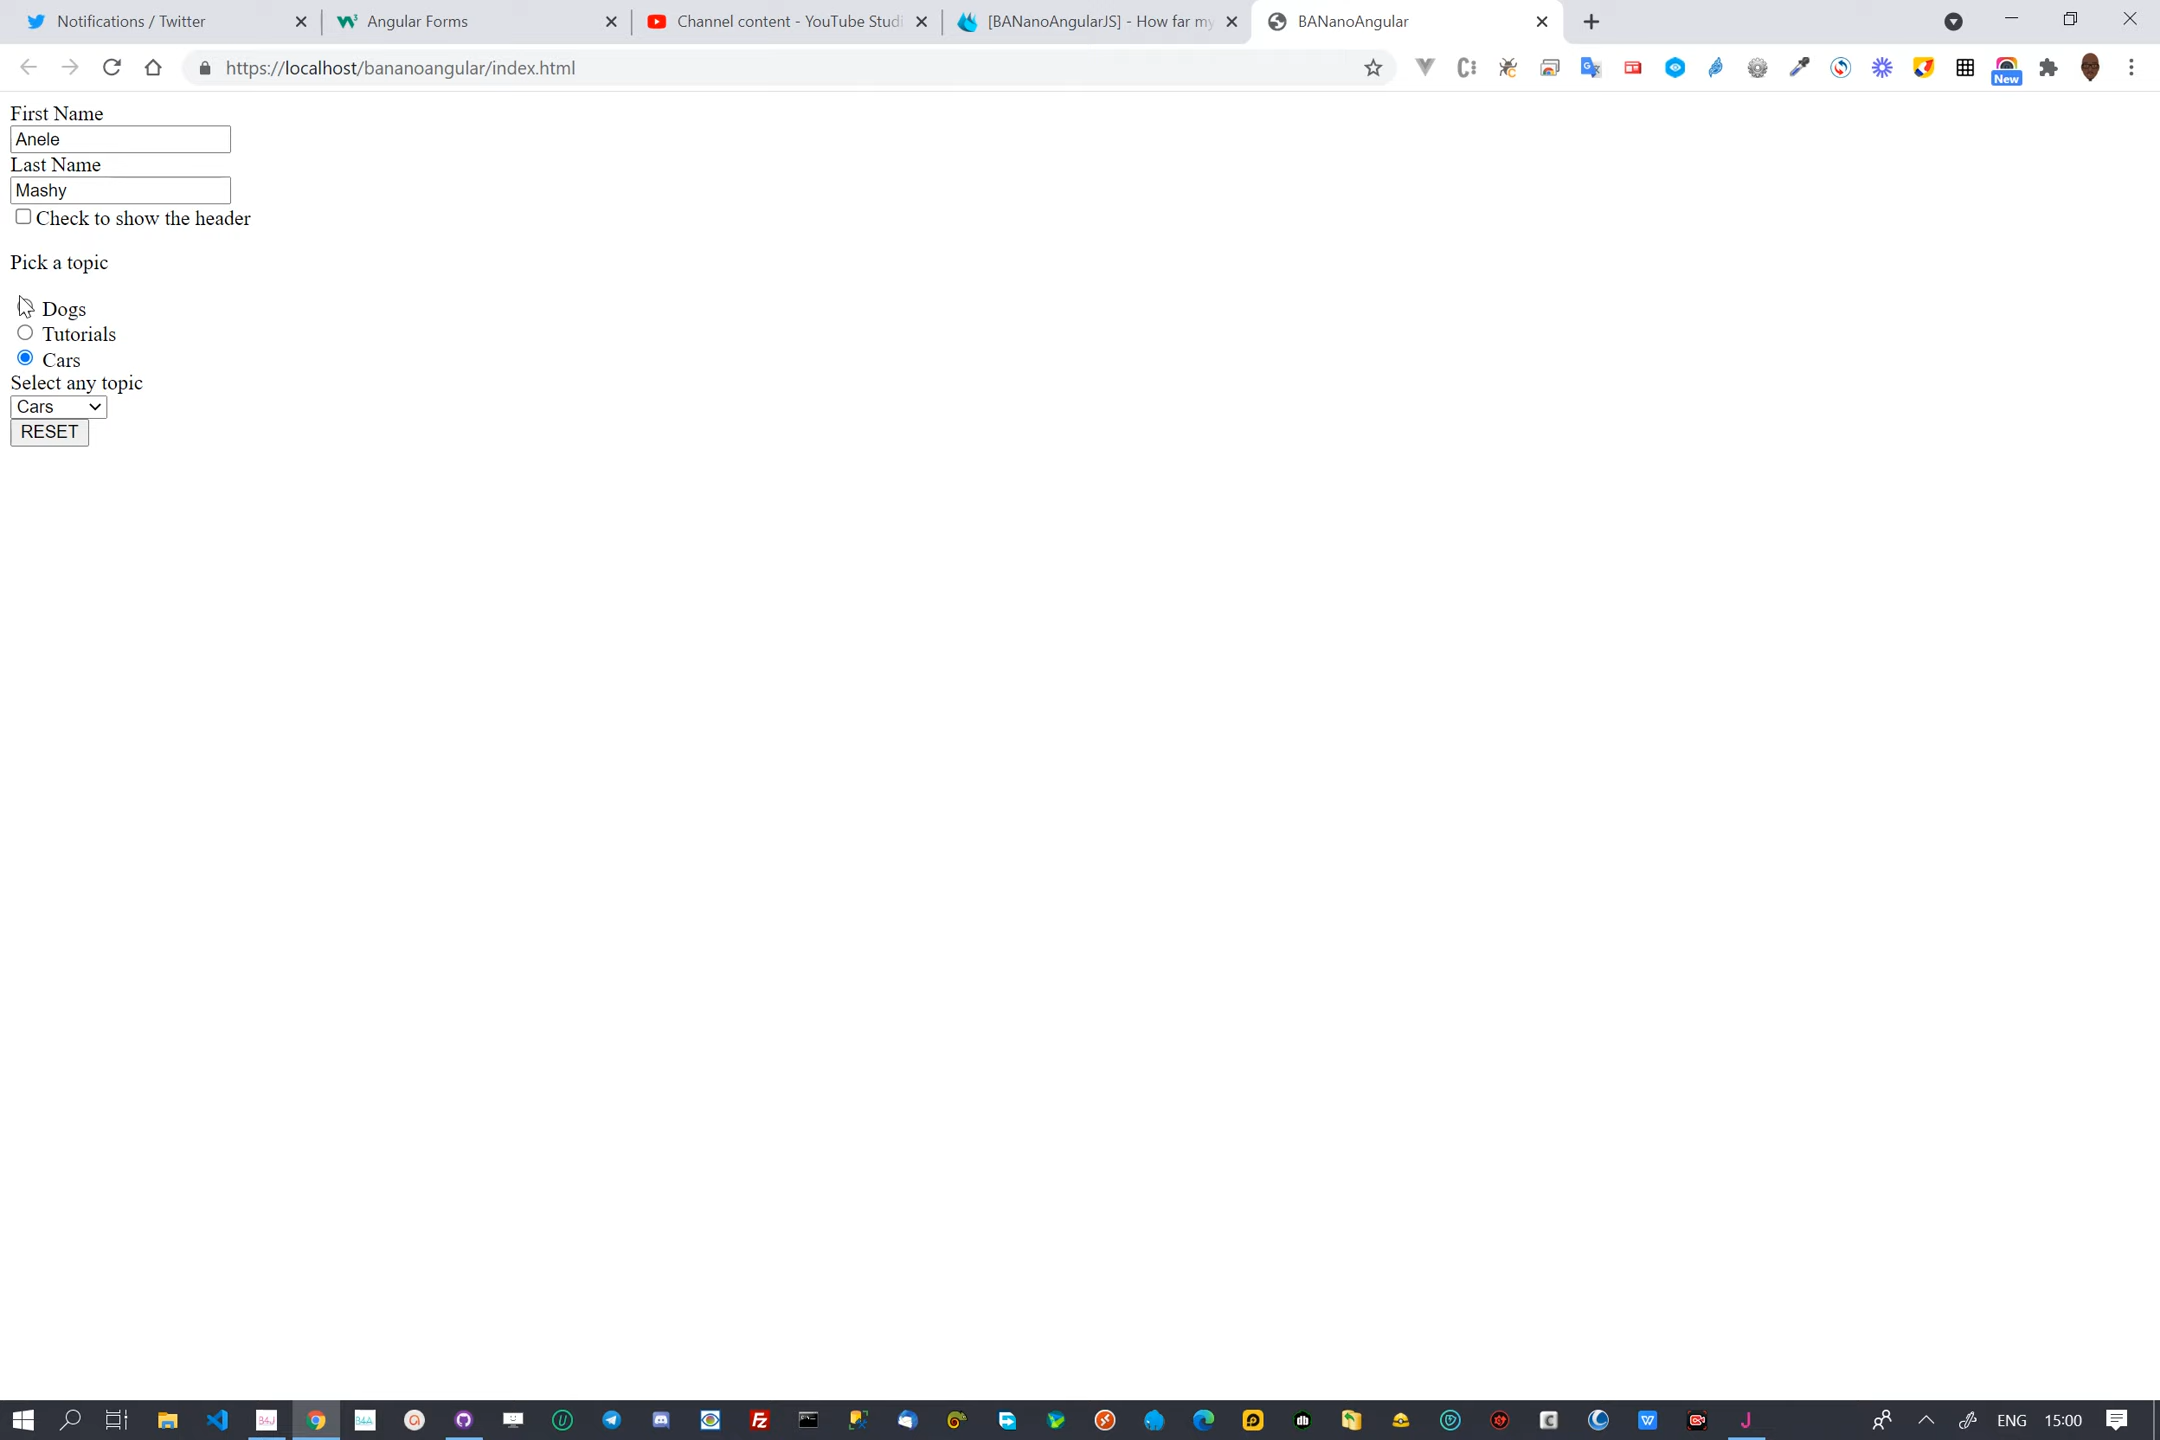 Notifications / Twitter
Angular Forms
Channel content - YouTube Studi
[BANanoAngularJS] - How far my
BANanoAngular
https://localhost/bananoangular/index.html
New
First Name
Anele
Last Name
Mashy
Check to show the header
Pick a topic
Dogs
Tutorials
Cars
Select any topic
Cars
RESET
B4J
B4A
ENG
15:00